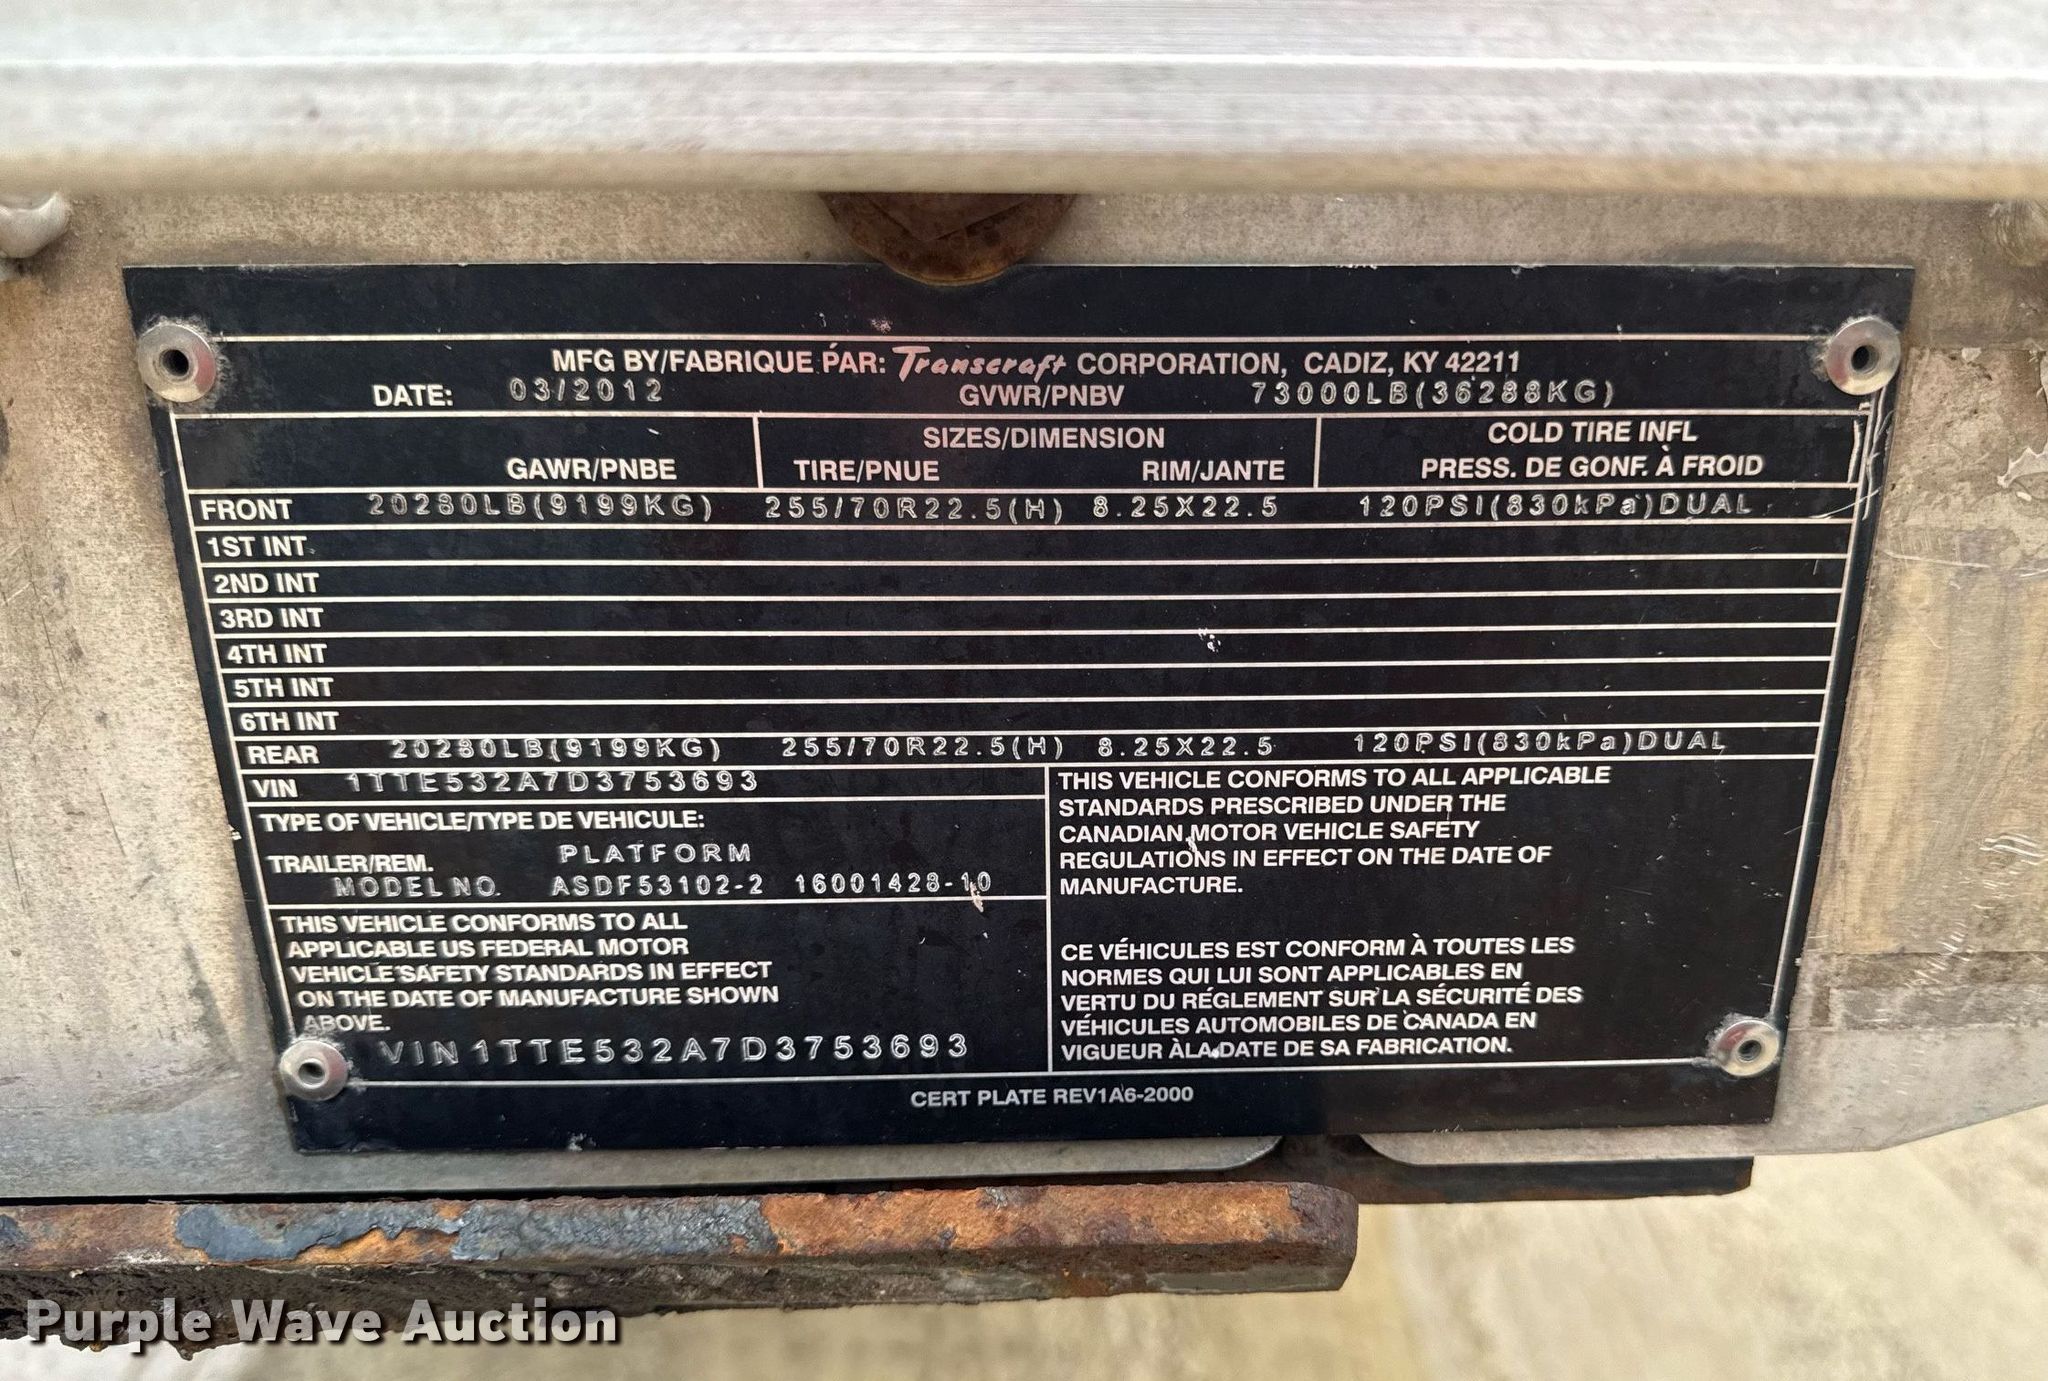 MFG BY/FABRIQUE PAR: Transcraft CORPORATION, CADIZ, KY 42211
DATE: 03/2012 GVWR/PNBV 73000LB(36288KG)
SIZES/DIMENSION COLD TIRE INFL
GAWR/PNBE TIRE/PNUE RIM/JANTE PRESS. DE GONF. À FROID
FRONT 20280LB(9199KG) 255/70R22.5(H) 8.25X22.5 120PSI(830kPa)DUAL
1ST INT
2ND INT
3RD INT
4TH INT
5TH INT
6TH INT
REAR 20280LB(9199KG) 255/70R22.5(H) 8.25X22.5 120PSI(830kPa)DUAL
VIN 1TTE532A7D3753693
TYPE OF VEHICLE/TYPE DE VEHICULE:
TRAILER/REM. PLATFORM
MODEL NO. ASDF53102-2 16001428-10
THIS VEHICLE CONFORMS TO ALL
APPLICABLE US FEDERAL MOTOR
VEHICLE SAFETY STANDARDS IN EFFECT
ON THE DATE OF MANUFACTURE SHOWN
ABOVE.
VIN 1TTE532A7D3753693
THIS VEHICLE CONFORMS TO ALL APPLICABLE
STANDARDS PRESCRIBED UNDER THE
CANADIAN MOTOR VEHICLE SAFETY
REGULATIONS IN EFFECT ON THE DATE OF
MANUFACTURE.
CE VÉHICULES EST CONFORM À TOUTES LES
NORMES QUI LUI SONT APPLICABLES EN
VERTU DU RÉGLEMENT SUR LA SÉCURITÉ DES
VÉHICULES AUTOMOBILES DE CANADA EN
VIGUEUR ÀLA DATE DE SA FABRICATION.
CERT PLATE REV1A6-2000
Purple Wave Auction